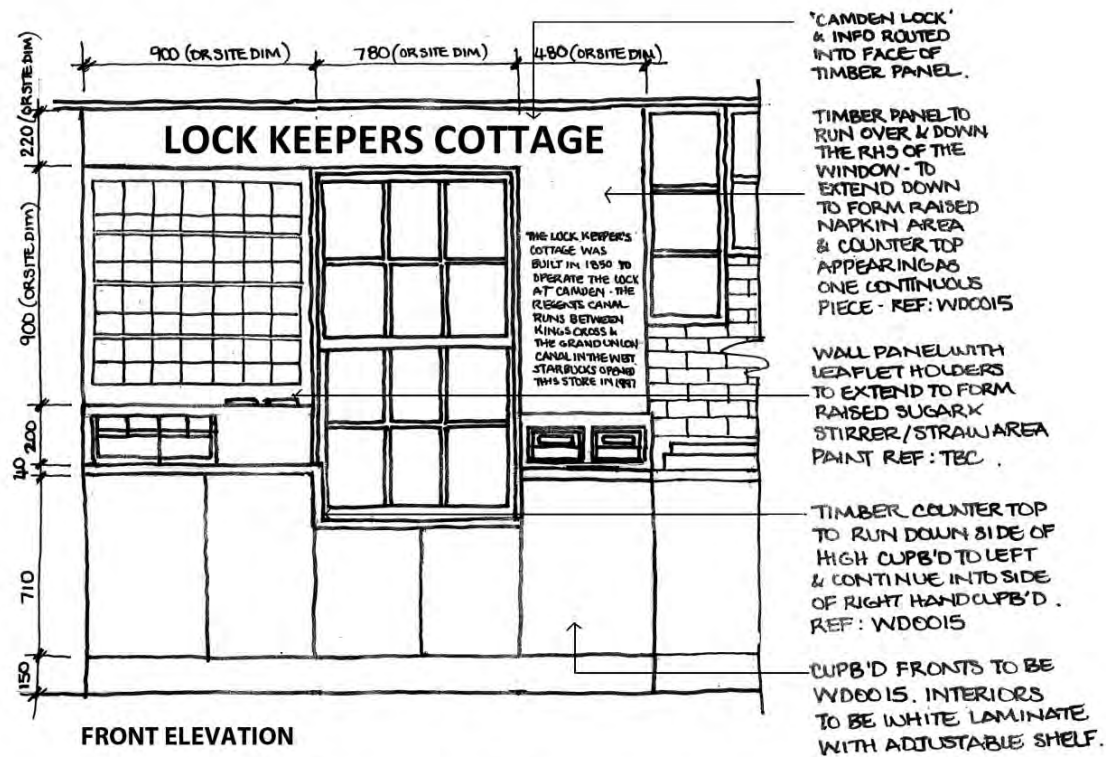 900 (OR SITE DIM)
780 (OR SITE DIM)
480 (OR SITE DIM)
220 (OR SITE DIM)
900 (OR SITE DIM)
200
40
710
150
LOCK KEEPERS COTTAGE
THE LOCK KEEPER'S
COTTAGE WAS
BUILT IN 1850 TO
OPERATE THE LOCK
AT CAMDEN - THE
REGENTS CANAL
RUNS BETWEEN
KINGS CROSS &
THE GRAND UNION
CANAL IN THE WEST.
STARBUCKS OPENED
THIS STORE IN 1997
'CAMDEN LOCK'
& INFO ROUTED
INTO FACE OF
TIMBER PANEL.
TIMBER PANEL TO
RUN OVER & DOWN
THE RHS OF THE
WINDOW - TO
EXTEND DOWN
TO FORM RAISED
NAPKIN AREA
& COUNTER TOP
APPEARING AS
ONE CONTINUOUS
PIECE - REF: WD0015
WALL PANEL WITH
LEAFLET HOLDERS
TO EXTEND TO FORM
RAISED SUGAR &
STIRRER/STRAW AREA
PAINT REF: TBC.
TIMBER COUNTER TOP
TO RUN DOWN SIDE OF
HIGH CUPB'D TO LEFT
& CONTINUE INTO SIDE
OF RIGHT HAND CUPB'D.
REF: WD0015
CUPB'D FRONTS TO BE
WD0015. INTERIORS
TO BE WHITE LAMINATE
WITH ADJUSTABLE SHELF.
FRONT ELEVATION